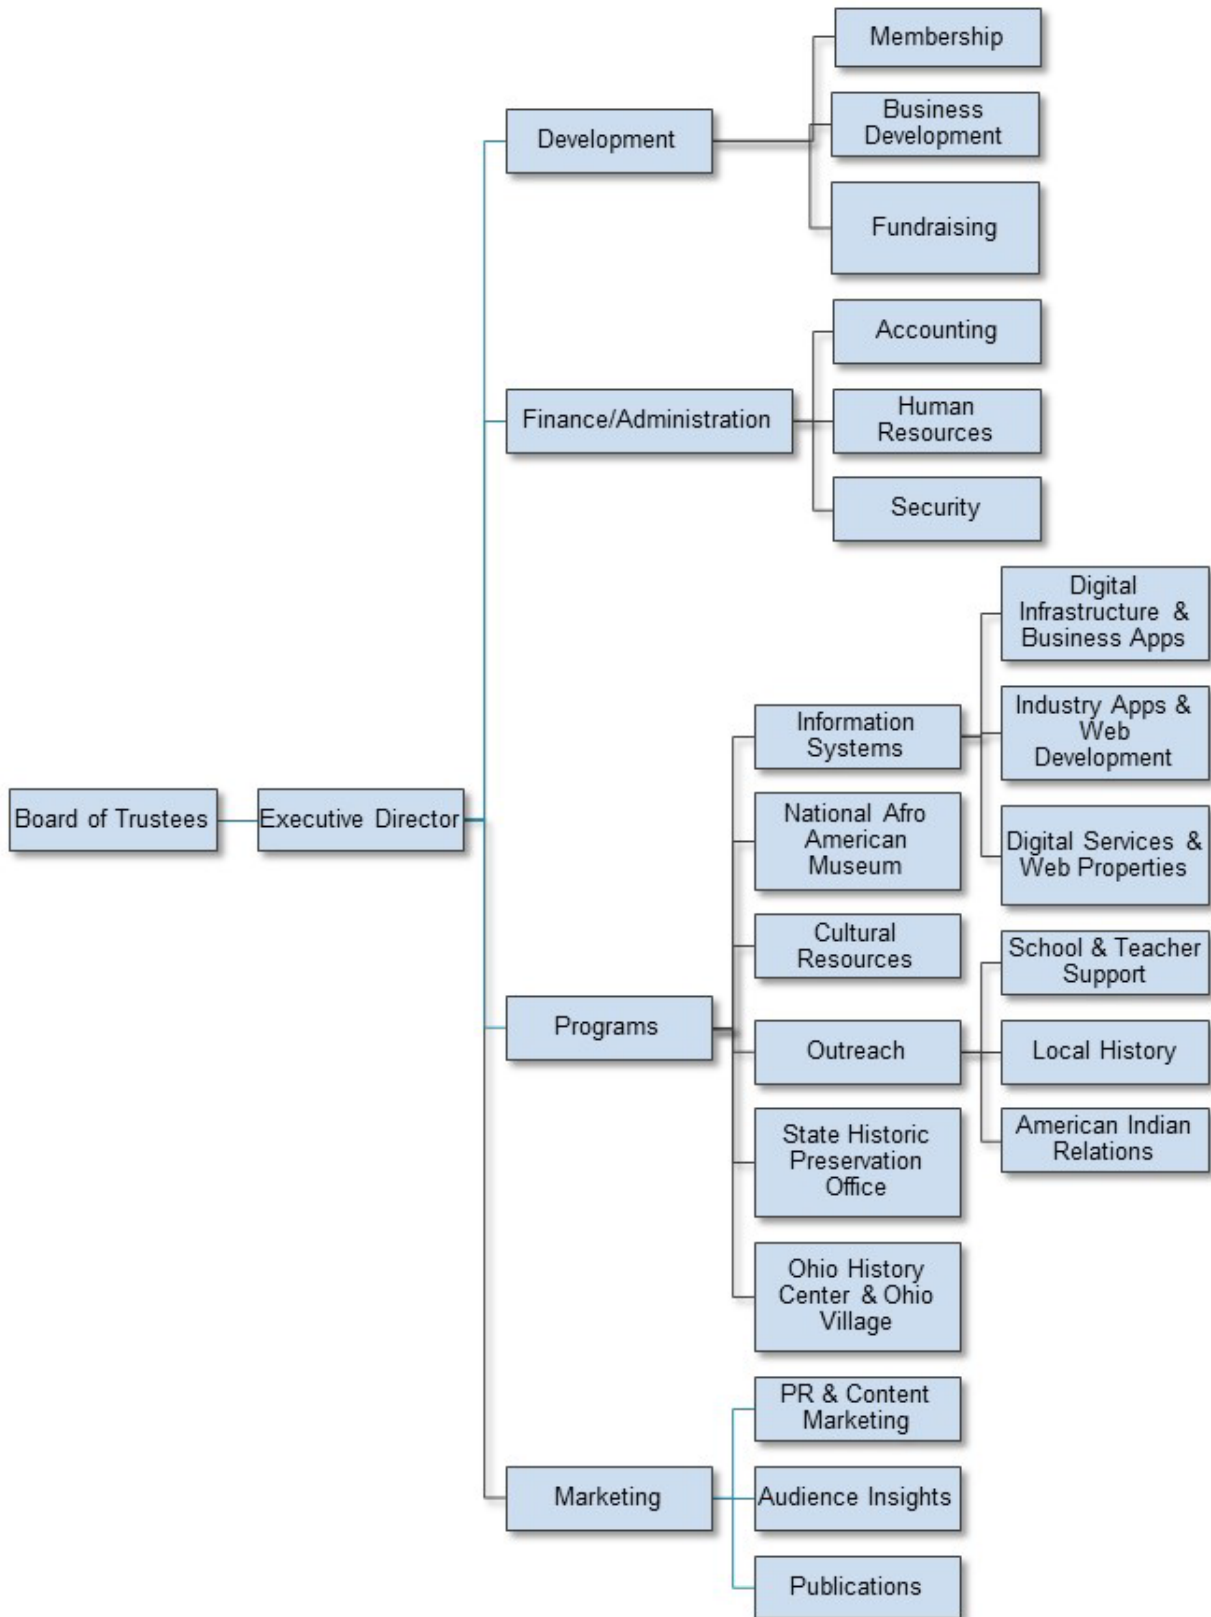 Membership
Business
Development
Development
Fundraising
Accounting
Finance/Administration
Human
Resources
Security
Digital
Infrastructure & 
Business Apps
Information
Systems
Industry Apps &
Web
Development
Board of Trustees
Executive Director
National Afro
American
Museum
Digital Services &
Web Properties
Cultural
Resources
School & Teacher
Support
Programs
Outreach
Local History
State Historic
Preservation
Office
American Indian
Relations
Ohio History
Center & Ohio
Village
PR & Content
Marketing
Marketing
Audience Insights
Publications